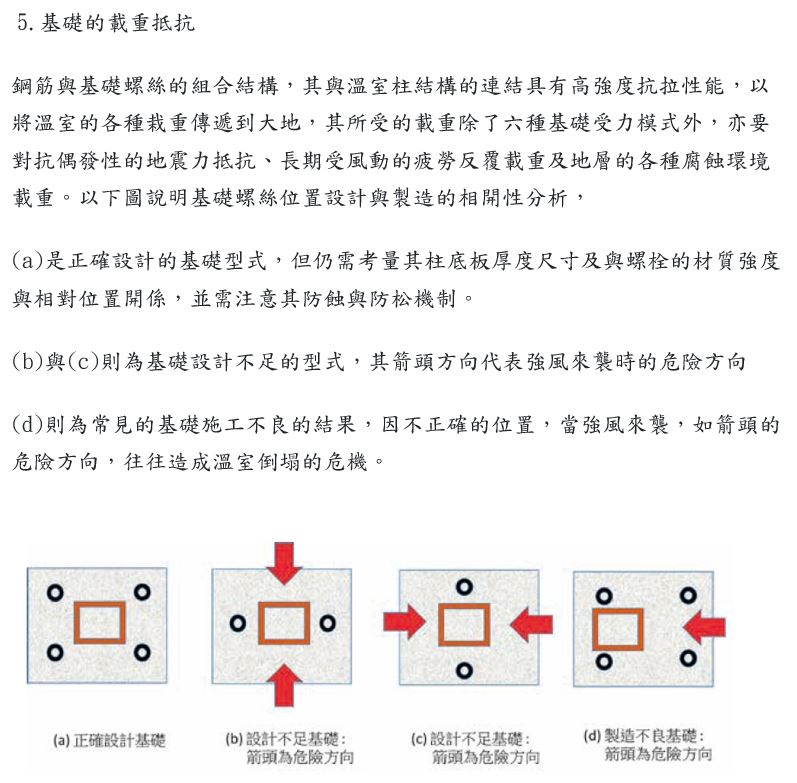 5.基礎的載重抵抗
鋼筋與基礎螺絲的組合結構，其與溫室柱結構的連結具有高強度抗拉性能，以
將溫室的各種栽重傳遞到大地，其所受的載重除了六種基礎受力模式外，亦要
對抗偶發性的地震力抵抗、長期受風動的疲勞反覆載重及地層的各種腐蝕環境
載重。以下圖說明基礎螺絲位置設計與製造的相開性分析，
(a)是正確設計的基礎型式，但仍需考量其柱底板厚度尺寸及與螺栓的材質強度
與相對位置開係，並需注意其防蝕與防松機制。
(b)與(c)則為基礎設計不足的型式，其箭頭方向代表強風來襲時的危險方向
(d)則為常見的基礎施工不良的結果，因不正確的位置，當強風來襲，如箭頭的
危險方向，往往造成溫室倒塌的危機。
(a) 正確設計基礎
(b) 設計不足基礎：
箭頭為危險方向
(c) 設計不足基礎：
箭頭為危險方向
(d) 製造不良基礎：
箭頭為危險方向